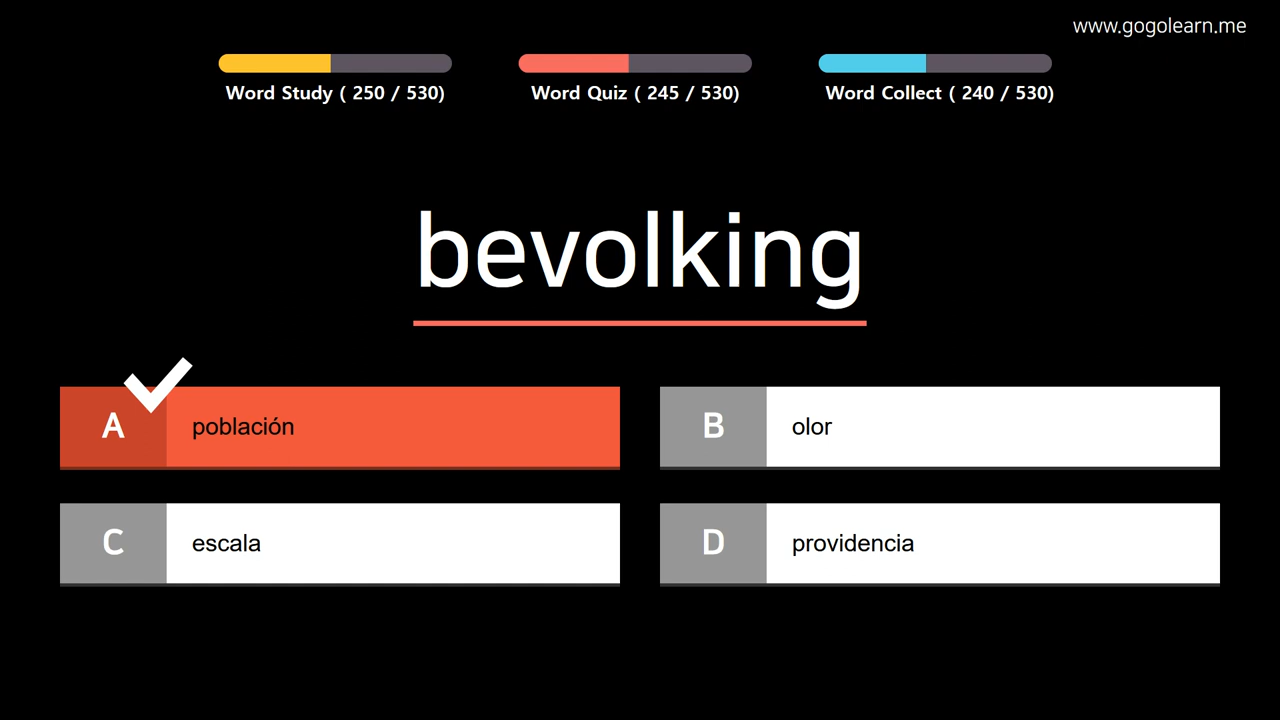 www.gogolearn.me
Word Study ( 250 / 530)
Word Quiz ( 245 / 530)
Word Collect ( 240 / 530)
bevolking
A población
B olor
C escala
D providencia